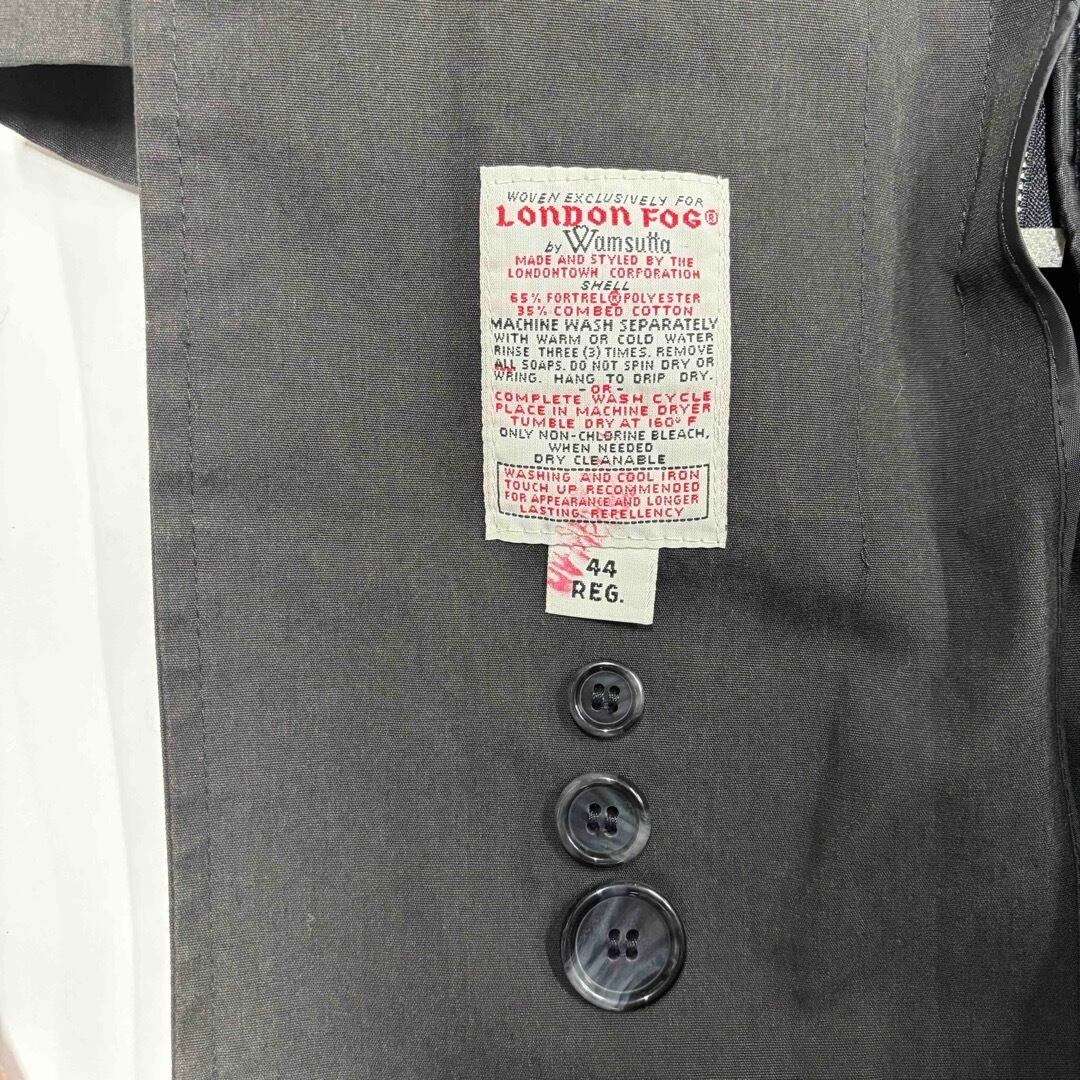 WOVEN EXCLUSIVELY FOR
LONDON FOG®
by Wamsutta
MADE AND STYLED BY THE
LONDONTOWN CORPORATION
SHELL
65% FORTREL® POLYESTER
35% COMBED COTTON
MACHINE WASH SEPARATELY
WITH WARM OR COLD WATER
RINSE THREE (3) TIMES. REMOVE
ALL SOAPS. DO NOT SPIN DRY OR
WRING. HANG TO DRIP DRY.
- OR -
COMPLETE WASH CYCLE
PLACE IN MACHINE DRYER
TUMBLE DRY AT 160° F
ONLY NON-CHLORINE BLEACH,
WHEN NEEDED
DRY CLEANABLE
WASHING AND COOL IRON
TOUCH UP RECOMMENDED
FOR APPEARANCE AND LONGER
LASTING REPELLENCY
44
REG.